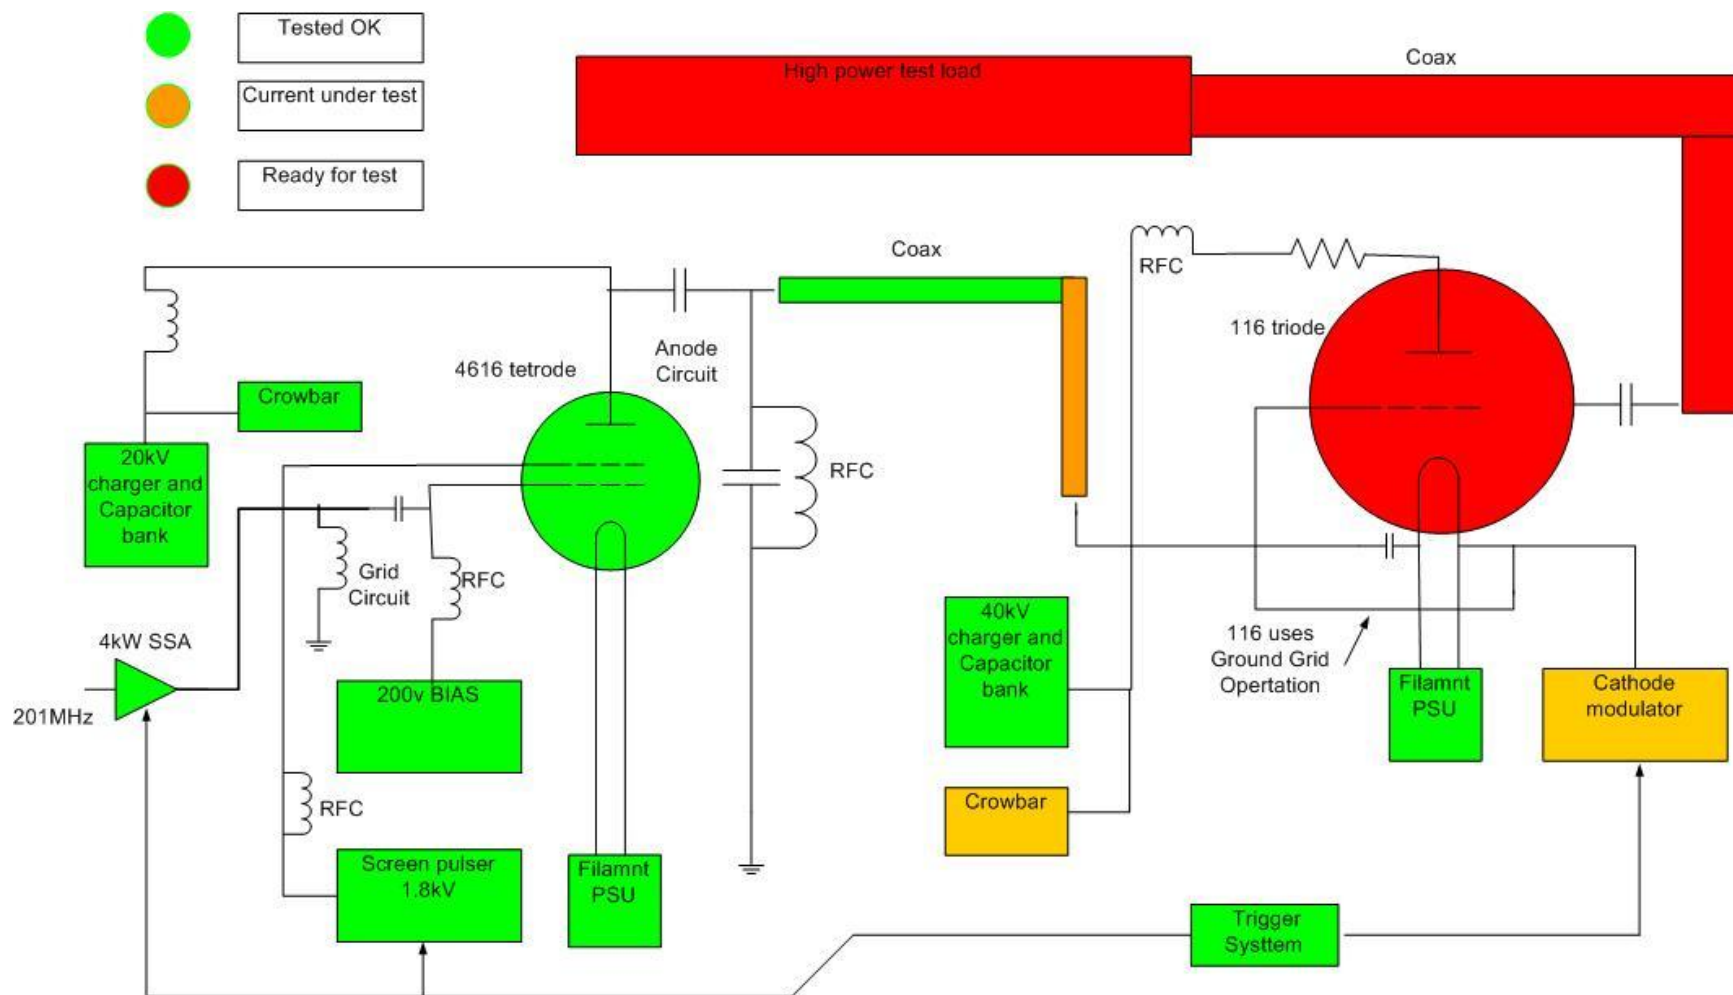 Tested OK
Current under test
Ready for test
High power test load
Coax
Coax
RFC
116 triode
Anode
Circuit
4616 tetrode
Crowbar
20kV
charger and
Capacitor
bank
RFC
Grid
Circuit
RFC
4kW SSA
201MHz
200v BIAS
RFC
Screen pulser
1.8kV
Filamnt
PSU
40kV
charger and
Capacitor
bank
Crowbar
116 uses
Ground Grid
Opertation
Filamnt
PSU
Cathode
modulator
Trigger
Systtem